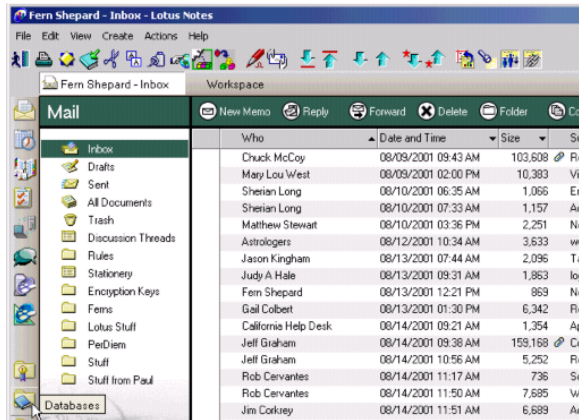 Fern Shepard - Inbox - Lotus Notes
File Edit View Create Actions Help
Fern Shepard - Inbox Workspace
Mail
New Memo Reply Forward Delete Folder
Who Date and Time Size
Inbox
Drafts
Sent
All Documents
Trash
Discussion Threads
Rules
Stationery
Encryption Keys
Ferns
Lotus Stuff
PerDiem
Stuff
Stuff from Paul
Databases
Chuck McCoy 08/09/2001 09:43 AM 103,608
Mary Lou West 08/09/2001 02:00 PM 10,383
Sherian Long 08/10/2001 06:35 AM 1,066
Sherian Long 08/10/2001 07:33 AM 1,157
Matthew Stewart 08/10/2001 03:36 PM 2,251
Astrologers 08/12/2001 10:34 AM 3,633
Jason Kingham 08/13/2001 07:44 AM 2,096
Judy A Hale 08/13/2001 09:31 AM 1,863
Fern Shepard 08/13/2001 12:21 PM 869
Gail Colbert 08/13/2001 01:30 PM 6,342
California Help Desk 08/14/2001 09:21 AM 1,354
Jeff Graham 08/14/2001 09:38 AM 159,168
Jeff Graham 08/14/2001 10:56 AM 5,252
Rob Cervantes 08/14/2001 11:17 AM 736
Rob Cervantes 08/14/2001 11:50 AM 7,685
Jim Corkrey 08/14/2001 11:51 AM 6,689